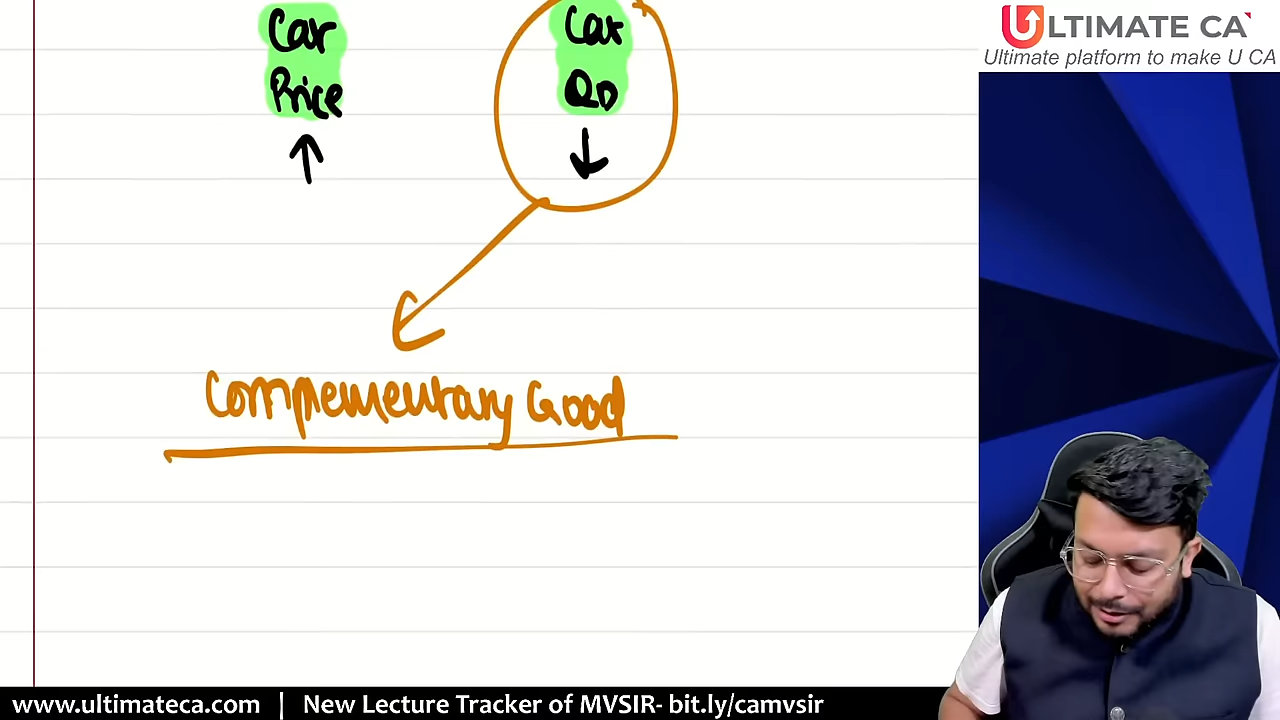 Car
Price
↑
Car
QD
↓
Compementary Good
ULTIMATE CA
Ultimate platform to make U CA
www.ultimateca.com | New Lecture Tracker of MVSIR- bit.ly/camvsir